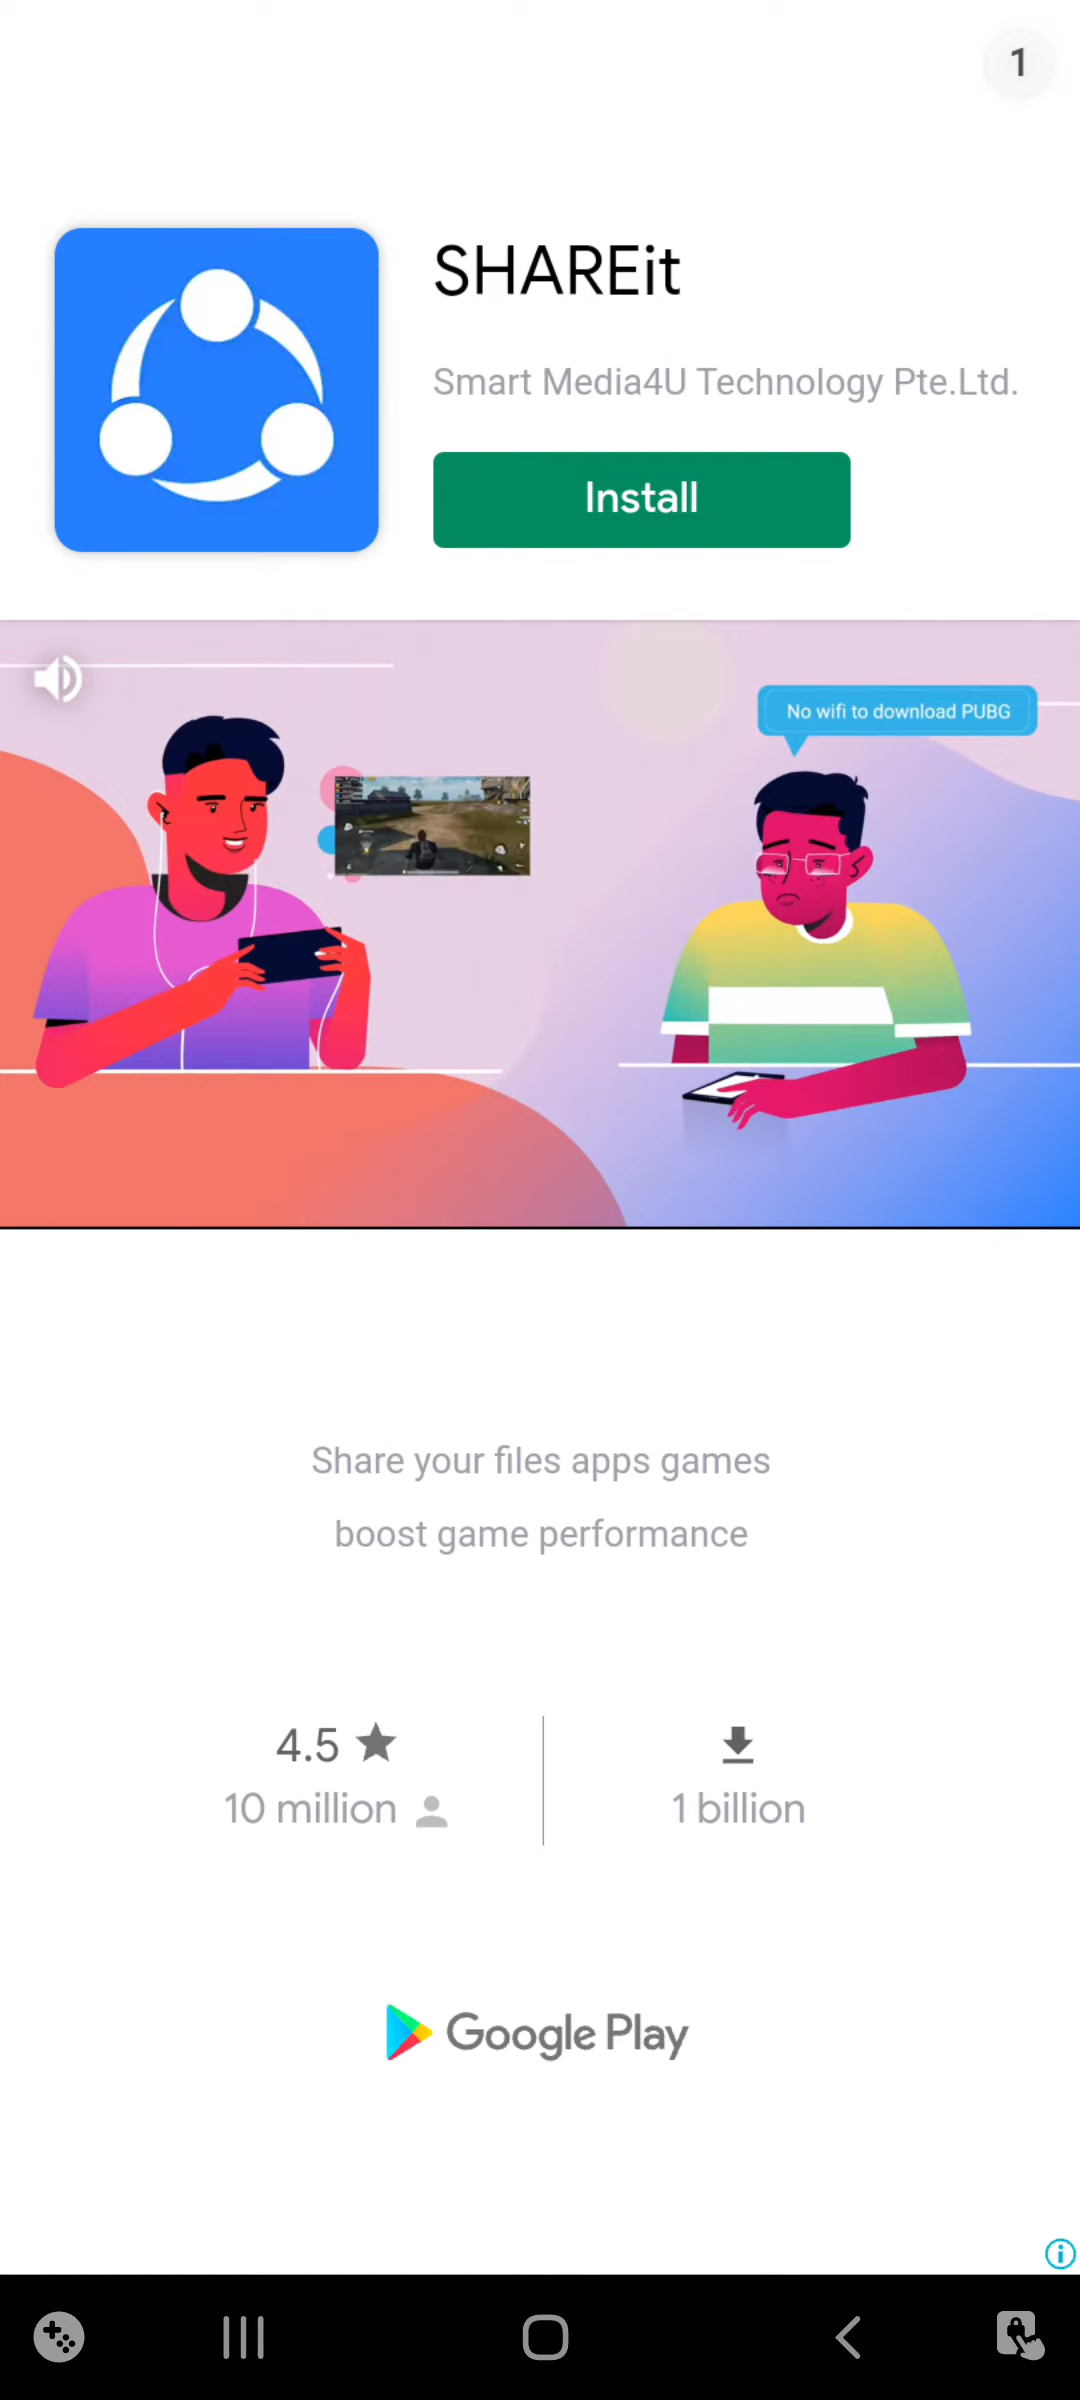 1
SHAREit
Smart Media4U Technology Pte.Ltd.
Install
No wifi to download PUBG
Share your files apps games
boost game performance
4.5
10 million
1 billion
Google Play